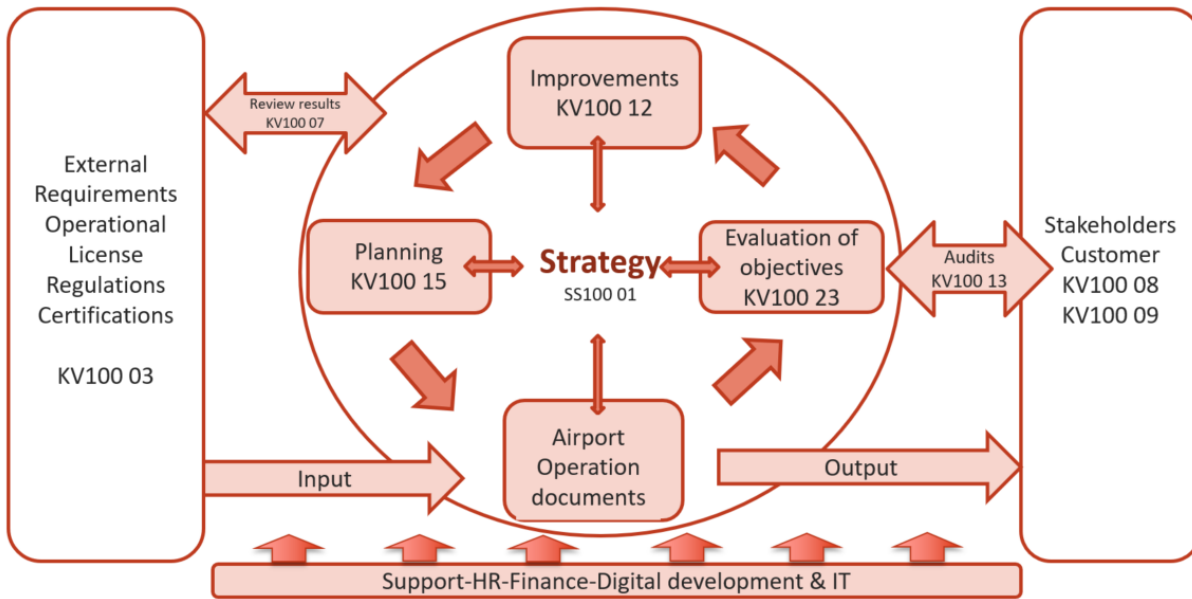 External
Requirements
Operational
License
Regulations
Certifications
KV100 03
Review results
KV100 07
Improvements
KV100 12
Planning
KV100 15
Strategy
SS100 01
Evaluation of
objectives
KV100 23
Audits
KV100 13
Stakeholders
Customer
KV100 08
KV100 09
Input
Airport
Operation
documents
Output
Support-HR-Finance-Digital development & IT